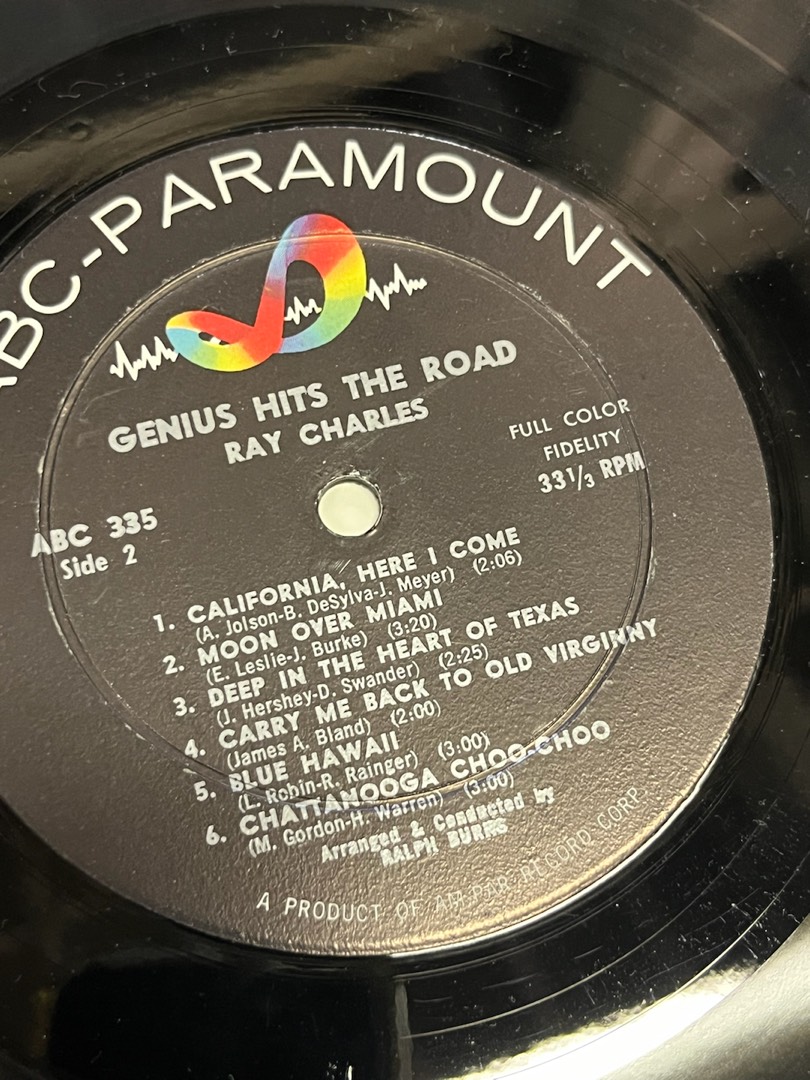 ABC-PARAMOUNT
GENIUS HITS THE ROAD
RAY CHARLES
FULL COLOR
FIDELITY
33 1/3 RPM
ABC 335
Side 2
1. CALIFORNIA, HERE I COME
(A. Jolson-B. DeSylva-J. Meyer) (2:06)
2. MOON OVER MIAMI
(E. Leslie-J. Burke) (3:20)
3. DEEP IN THE HEART OF TEXAS
(J. Hershey-D. Swander) (2:25)
4. CARRY ME BACK TO OLD VIRGINNY
(James A. Bland) (2:00)
5. BLUE HAWAII
(L. Robin-R. Rainger) (3:00)
6. CHATTANOOGA CHOO-CHOO
(M. Gordon-H. Warren) (3:00)
Arranged & Conducted by
RALPH BURNS
A PRODUCT OF AM-PAR RECORD CORP.